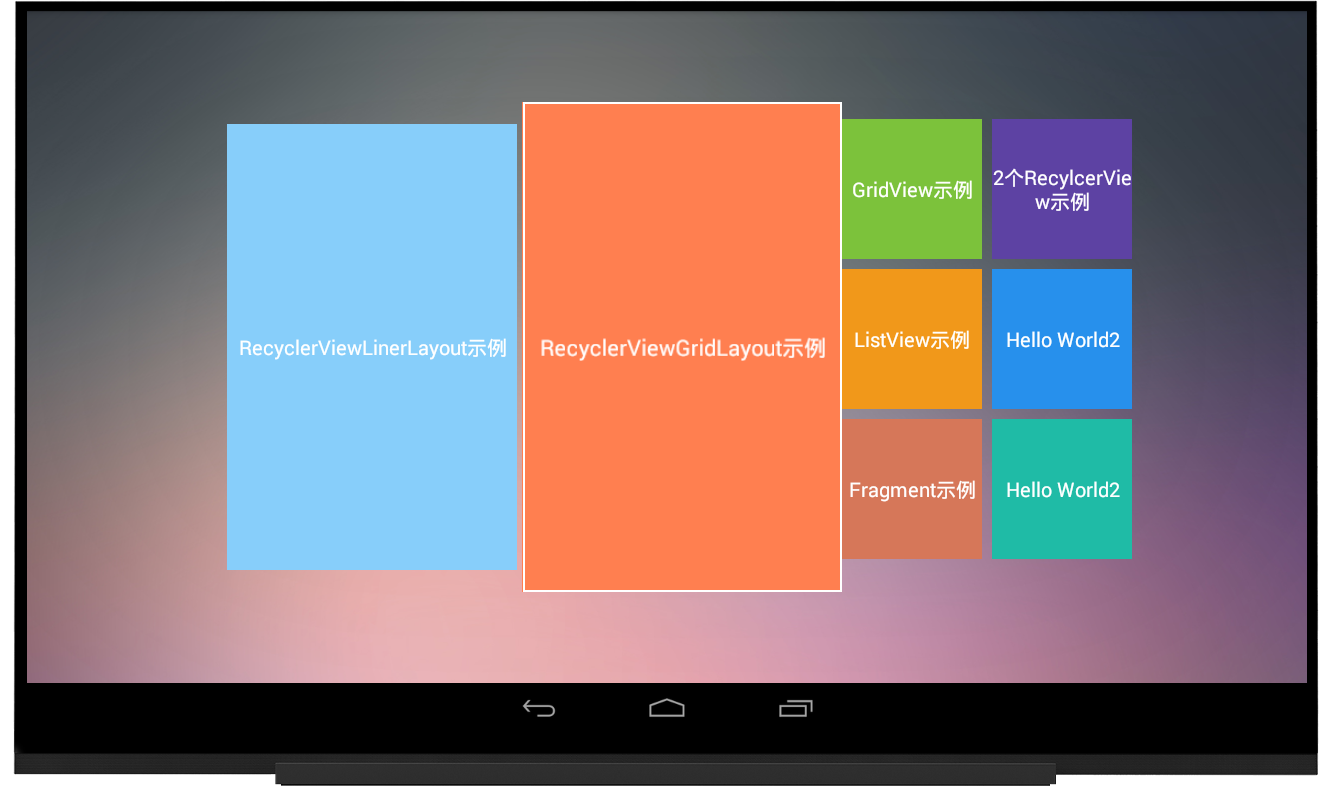 RecyclerViewLinerLayout示例
RecyclerViewGridLayout示例
GridView示例
2个RecylcerVie
w示例
ListView示例
Hello World2
Fragment示例
Hello World2